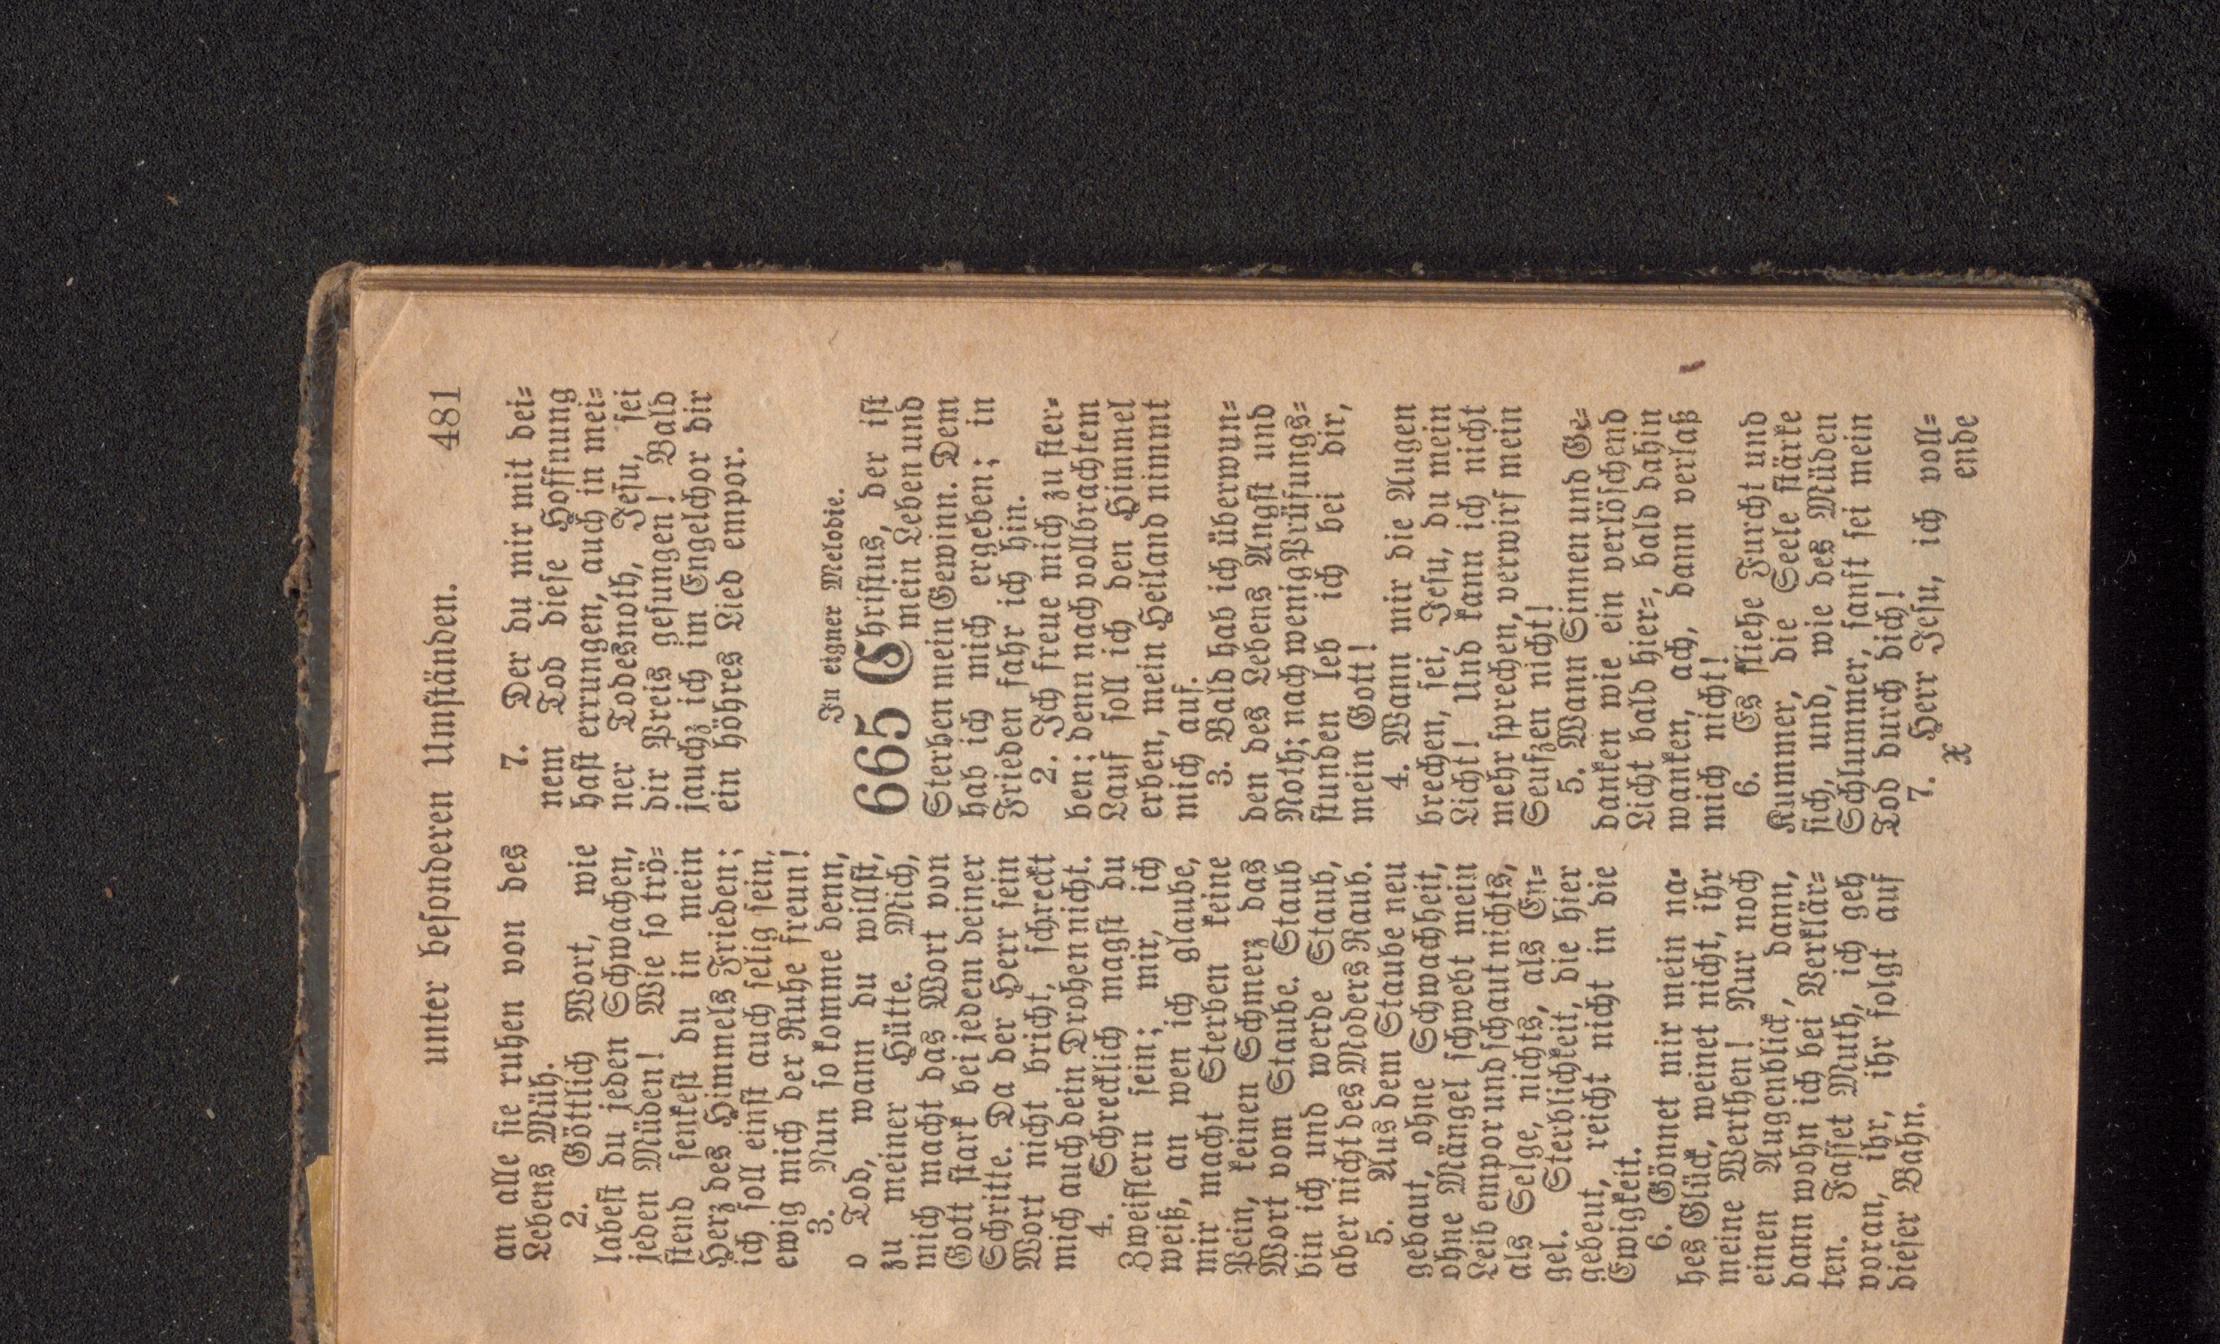 unter besonderen Umständen. 481
an alle sie ruhen von des
Lebens Müh.
2. Göttlich Wort, wie
labest du jeden Schwachen,
jeden Müden! Wie so trö=
stend senkest du in mein
Herz des Himmels Frieden;
ich soll einst auch selig sein,
ewig mich der Ruhe freun!
3. Nun so komme denn,
o Tod, wann du willst,
zu meiner Hütte. Mich,
mich macht das Wort von
Gott stark bei jedem deiner
Schritte. Da der Herr sein
Wort nicht bricht, schreckt
mich auch dein Drohen nicht.
4. Schrecklich magst du
Zweiflern sein; mir, ich
weiß, an wen ich glaube,
mir macht Sterben keine
Pein, keinen Schmerz das
Wort vom Staube. Staub
bin ich und werde Staub,
aber nicht des Moders Raub.
5. Aus dem Staube neu
gebaut, ohne Schwachheit,
ohne Mängel schwebt mein
Leib empor und schaut nichts,
als Selge, nichts, als En=
gel. Sterblichkeit, die hier
gebeut, reicht nicht in die
Ewigkeit.
6. Gönnet mir mein na=
hes Glück, weinet nicht, ihr
meine Werthen! Nur noch
einen Augenblick, dann,
dann wohn ich bei Verklär=
ten. Fasset Muth, ich geh
voran, ihr, ihr folgt auf
dieser Bahn.
7. Der du mir mit dei=
nem Tod diese Hoffnung
hast errungen, auch in mei=
ner Todesnoth, Jesu, sei
dir Preis gesungen! Bald
jauchz ich im Engelchor dir
ein höhres Lied empor.
In eigner Melodie.
665 Christus, der ist
mein Leben und
Sterben mein Gewinn. Dem
hab ich mich ergeben; in
Frieden fahr ich hin.
2. Ich freue mich zu ster=
ben; denn nach vollbrachtem
Lauf soll ich den Himmel
erben, mein Heiland nimmt
mich auf.
3. Bald hab ich überwun=
den des Lebens Angst und
Noth; nach wenig Prüfungs=
stunden leb ich bei dir,
mein Gott!
4. Wann mir die Augen
brechen, sei, Jesu, du mein
Licht! Und kann ich nicht
mehr sprechen, verwirf mein
Seufzen nicht!
5. Wann Sinnen und Ge=
danken wie ein verlöschend
Licht bald hier=, bald dahin
wanken, ach, dann verlaß
mich nicht!
6. Es fliehe Furcht und
Kummer, die Seele stärke
sich, und, wie des Müden
Schlummer, sanft sei mein
Tod durch dich!
7. Herr Jesu, ich voll=
X ende